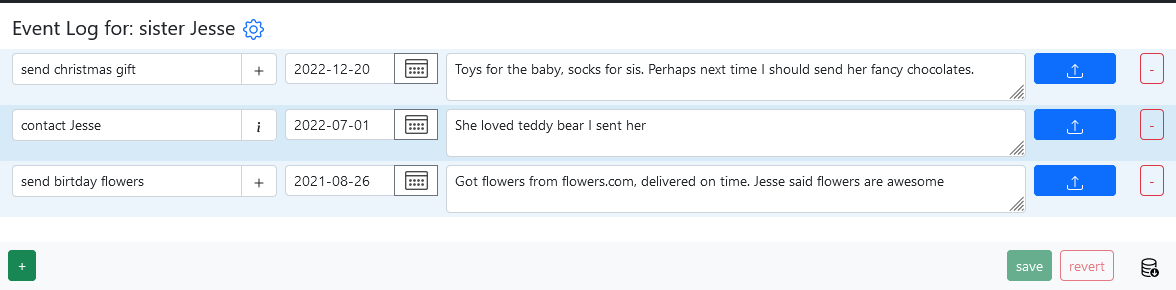 Event Log for: sister Jesse
send christmas gift + 2022-12-20 Toys for the baby, socks for sis. Perhaps next time I should send her fancy chocolates. -
contact Jesse i 2022-07-01 She loved teddy bear I sent her -
send birtday flowers + 2021-08-26 Got flowers from flowers.com, delivered on time. Jesse said flowers are awesome -
+ save revert